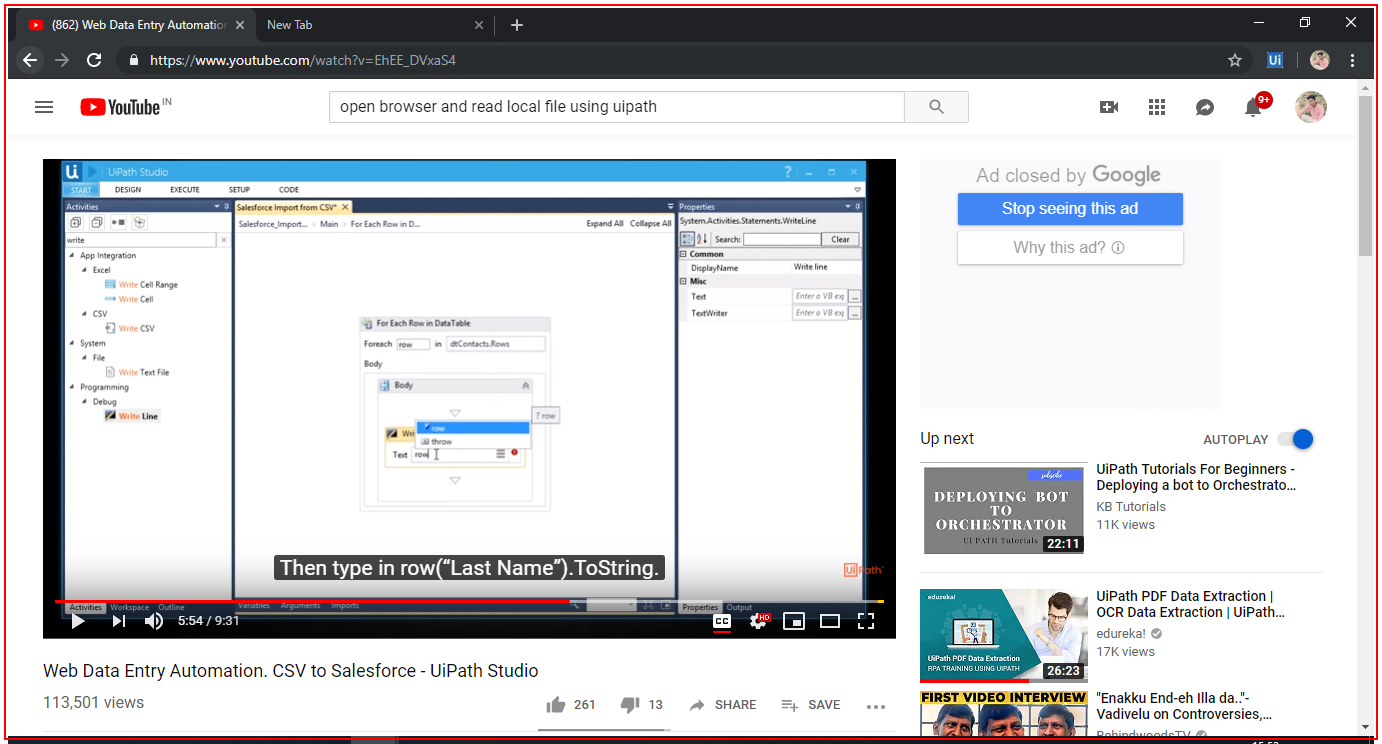 (862) Web Data Entry Automation
New Tab
https://www.youtube.com/watch?v=EhEE_DVxaS4
Ui
YouTube IN
open browser and read local file using uipath
9+
Ui UiPath Studio
START DESIGN EXECUTE SETUP CODE
Activities
Salesforce Import from CSV*
Properties
Salesforce_Import... Main For Each Row in D...
Expand All Collapse All
System.Activities.Statements.WriteLine
write
Search: Clear
App Integration
Excel
Write Cell Range
Write Cell
CSV
Write CSV
System
File
Write Text File
Programming
Debug
Write Line
Common
DisplayName Write line
Misc
Text Enter a VB exp ...
TextWriter Enter a VB exp ...
For Each Row in DataTable
Foreach row in dtContacts.Rows
Body
Body
? row
Wri
row
throw
Text row
Then type in row(“Last Name”).ToString.
UiPath
Activities Workspace Outline
Variables Arguments Imports
Properties Output
5:54 / 9:31
CC HD
Web Data Entry Automation. CSV to Salesforce - UiPath Studio
113,501 views
261 13 SHARE SAVE
Ad closed by Google
Stop seeing this ad
Why this ad?
Up next
AUTOPLAY
subscribe
DEPLOYING BOT
TO
ORCHESTRATOR
UI PATH Tutorials
22:11
UiPath Tutorials For Beginners -
Deploying a bot to Orchestrato...
KB Tutorials
11K views
edureka!
UiPath PDF Data Extraction
RPA TRAINING USING UIPATH
26:23
UiPath PDF Data Extraction |
OCR Data Extraction | UiPath...
edureka!
17K views
FIRST VIDEO INTERVIEW
"Enakku End-eh Illa da.."-
Vadivelu on Controversies,...
BehindwoodsTV